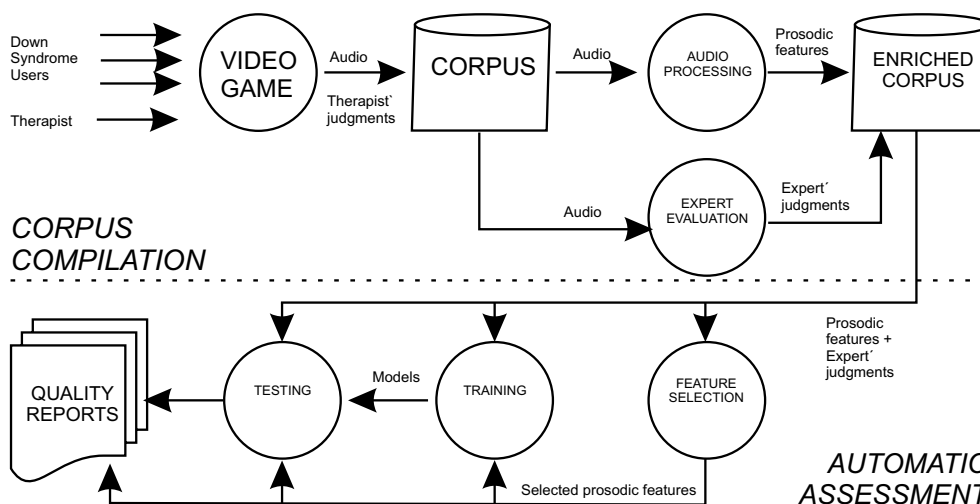 Down
Syndrome
Users
Therapist
VIDEO
GAME
Audio
Therapist`
judgments
CORPUS
Audio
AUDIO
PROCESSING
Prosodic
features
ENRICHED
CORPUS
Audio
EXPERT
EVALUATION
Expert´
judgments
CORPUS
COMPILATION
Prosodic
features +
Expert´
judgments
QUALITY
REPORTS
TESTING
Models
TRAINING
FEATURE
SELECTION
Selected prosodic features
AUTOMATIC
ASSESSMENT